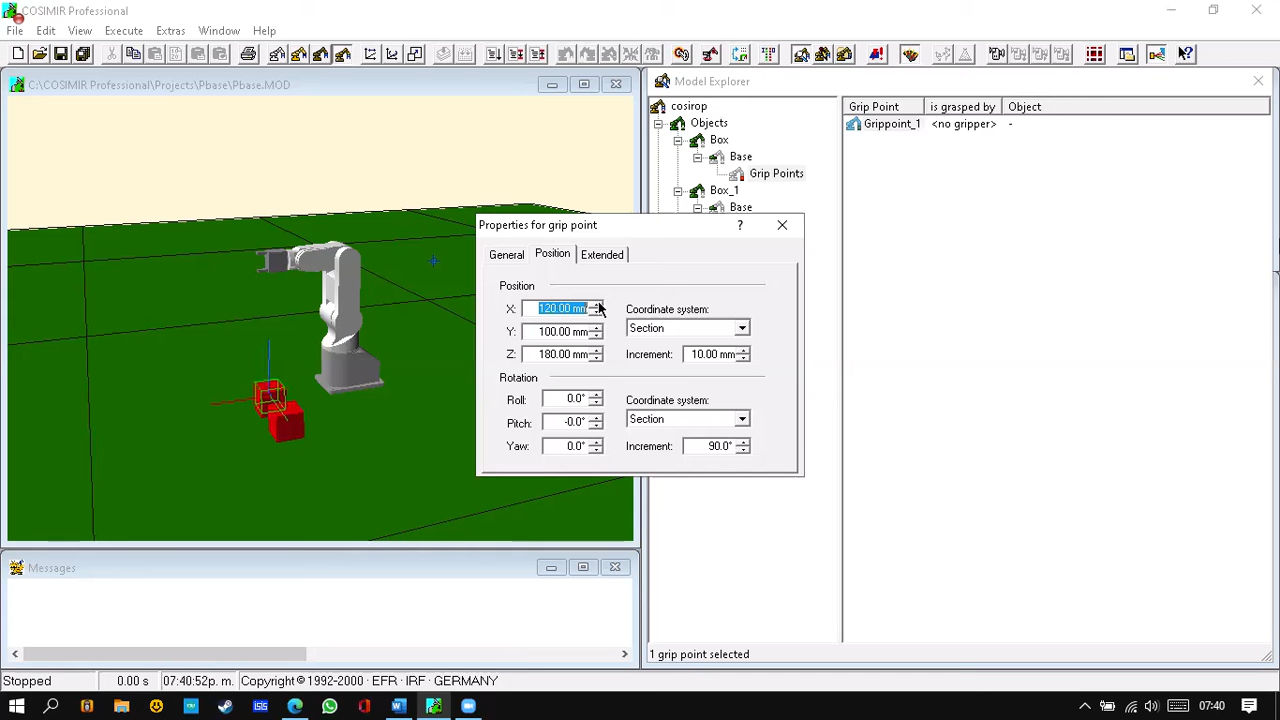 COSIMIR Professional
File Edit View Execute Extras Window Help
C:\COSIMIR Professional\Projects\Pbase\Pbase.MOD
Model Explorer
cosirop
Objects
Box
Base
Grip Points
Box_1
Base
Grip Point is grasped by Object
Grippoint_1 <no gripper> -
Properties for grip point ?
General Position Extended
Position
X: 120.00 mm Coordinate system:
Y: 100.00 mm Section
Z: 180.00 mm Increment: 10.00 mm
Rotation
Roll: 0.0° Coordinate system:
Pitch: -0.0° Section
Yaw: 0.0° Increment: 90.0°
Messages
1 grip point selected
Stopped 0.00 s 07:40:52p. m. Copyright © 1992-2000 - EFR - IRF - GERMANY
07:40